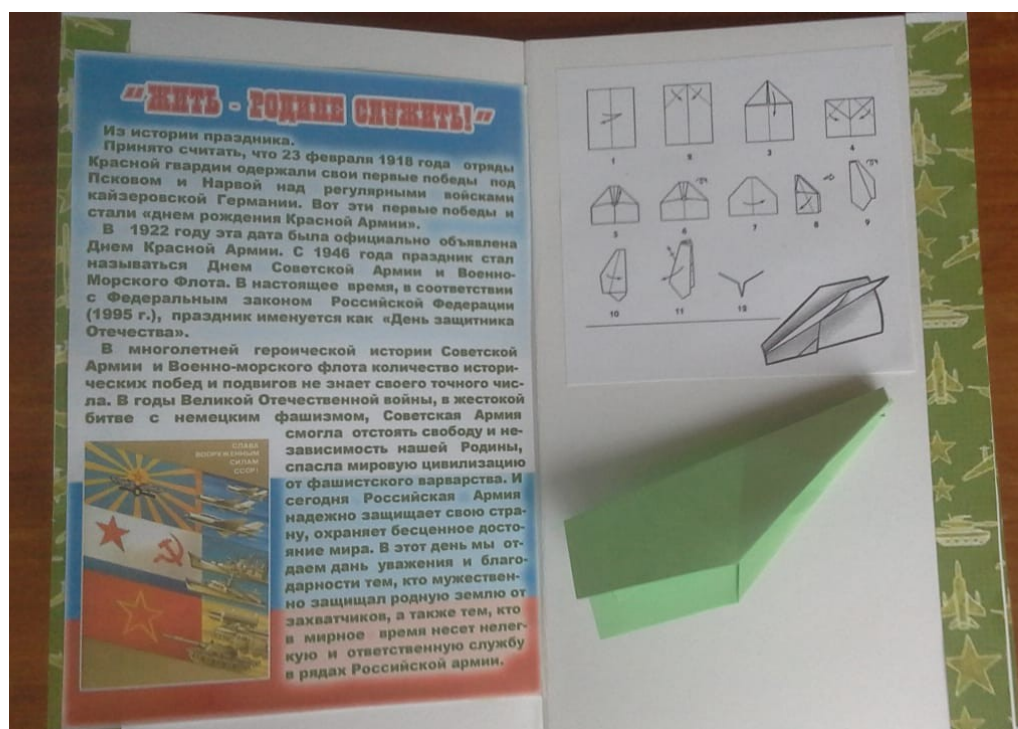 "ЖИТЬ - РОДИНЕ СЛУЖИТЬ!"
Из истории праздника.
Принято считать, что 23 февраля 1918 года отряды
Красной гвардии одержали свои первые победы под
Псковом и Нарвой над регулярными войсками
кайзеровской Германии. Вот эти первые победы и
стали «днем рождения Красной Армии».
В 1922 году эта дата была официально объявлена
Днем Красной Армии. С 1946 года праздник стал
называться Днем Советской Армии и Военно-
Морского Флота. В настоящее время, в соответствии
с Федеральным законом Российской Федерации
(1995 г.), праздник именуется как «День защитника
Отечества».
В многолетней героической истории Советской
Армии и Военно-морского флота количество истори-
ческих побед и подвигов не знает своего точного чис-
ла. В годы Великой Отечественной войны, в жестокой
битве с немецким фашизмом, Советская Армия
смогла отстоять свободу и не-
зависимость нашей Родины,
спасла мировую цивилизацию
от фашистского варварства. И
сегодня Российская Армия
надежно защищает свою стра-
ну, охраняет бесценное досто-
яние мира. В этот день мы от-
даем дань уважения и благо-
дарности тем, кто мужествен-
но защищал родную землю от
захватчиков, а также тем, кто
в мирное время несет нелег-
кую и ответственную службу
в рядах Российской армии.
СЛАВА
ВООРУЖЕННЫМ
СИЛАМ
СССР!
1 2 3 4
5 6 7 8 9
10 11 12